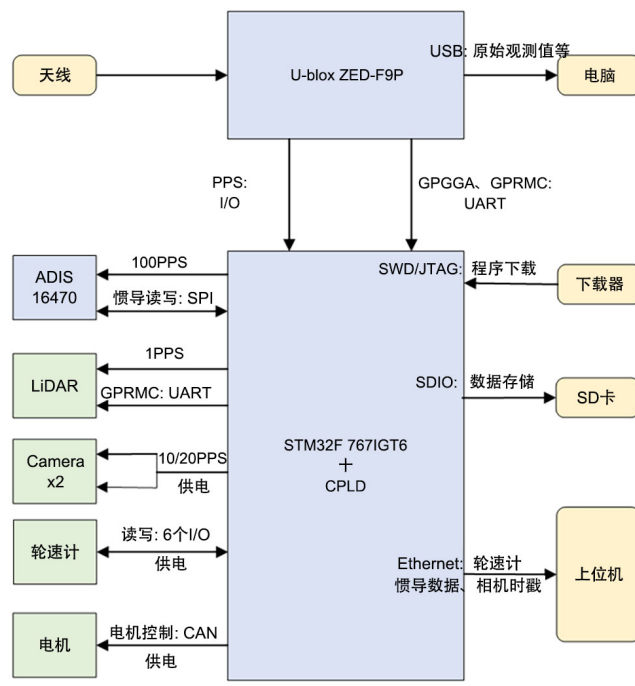 天线
U-blox ZED-F9P
USB: 原始观测值等
电脑
PPS:
I/O
GPGGA、GPRMC:
UART
ADIS
16470
100PPS
惯导读写: SPI
SWD/JTAG: 程序下载
下载器
LiDAR
1PPS
GPRMC: UART
SDIO: 数据存储
SD卡
Camera
x2
10/20PPS
供电
STM32F 767IGT6
+
CPLD
轮速计
读写: 6个I/O
供电
Ethernet: 轮速计
惯导数据、相机时戳
上位机
电机
电机控制: CAN
供电